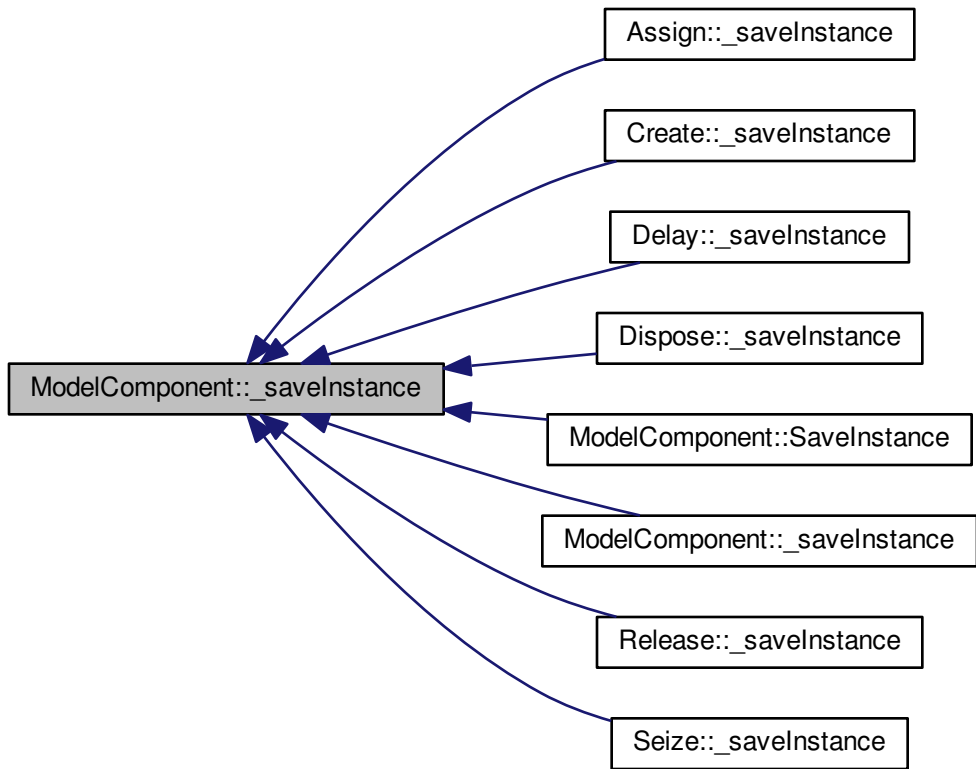 Assign::_saveInstance
Create::_saveInstance
Delay::_saveInstance
Dispose::_saveInstance
ModelComponent::_saveInstance
ModelComponent::SaveInstance
ModelComponent::_saveInstance
Release::_saveInstance
Seize::_saveInstance